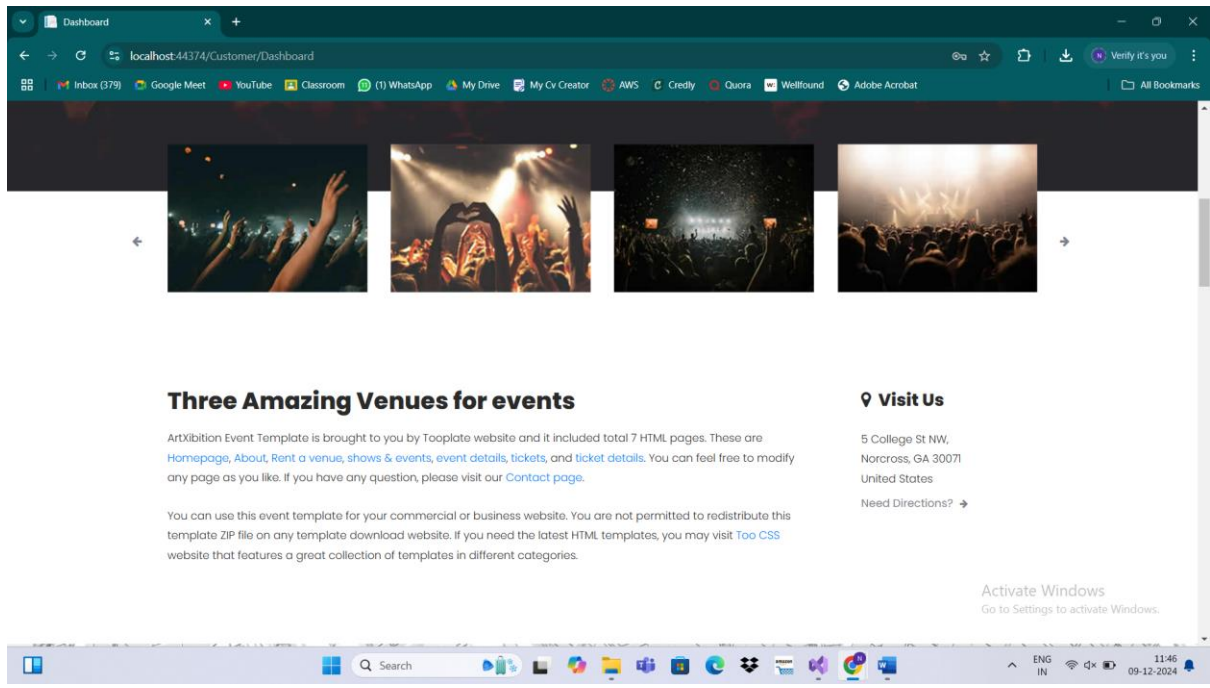 Dashboard
localhost:44374/Customer/Dashboard
Verify it's you
Inbox (379) Google Meet YouTube Classroom (1) WhatsApp My Drive My Cv Creator AWS Credly Quora Wellfound Adobe Acrobat All Bookmarks
Three Amazing Venues for events
ArtXibition Event Template is brought to you by Tooplate website and it included total 7 HTML pages. These are
Homepage, About, Rent a venue, shows & events, event details, tickets, and ticket details. You can feel free to modify
any page as you like. If you have any question, please visit our Contact page.
You can use this event template for your commercial or business website. You are not permitted to redistribute this
template ZIP file on any template download website. If you need the latest HTML templates, you may visit Too CSS
website that features a great collection of templates in different categories.
Visit Us
5 College St NW,
Norcross, GA 30071
United States
Need Directions?
Activate Windows
Go to Settings to activate Windows.
Search
ENG
IN
11:46
09-12-2024